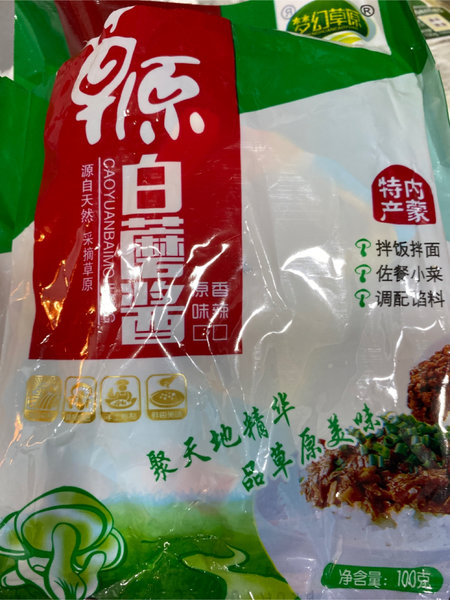 梦幻草原
®
®
草原
白蘑酱
CAOYUANBAIMO
源自天然·采摘草原
原味
香辣
内蒙
特产
拌饭拌面
佐餐小菜
调配馅料
聚天地精华
品草原美味
净含量: 100克